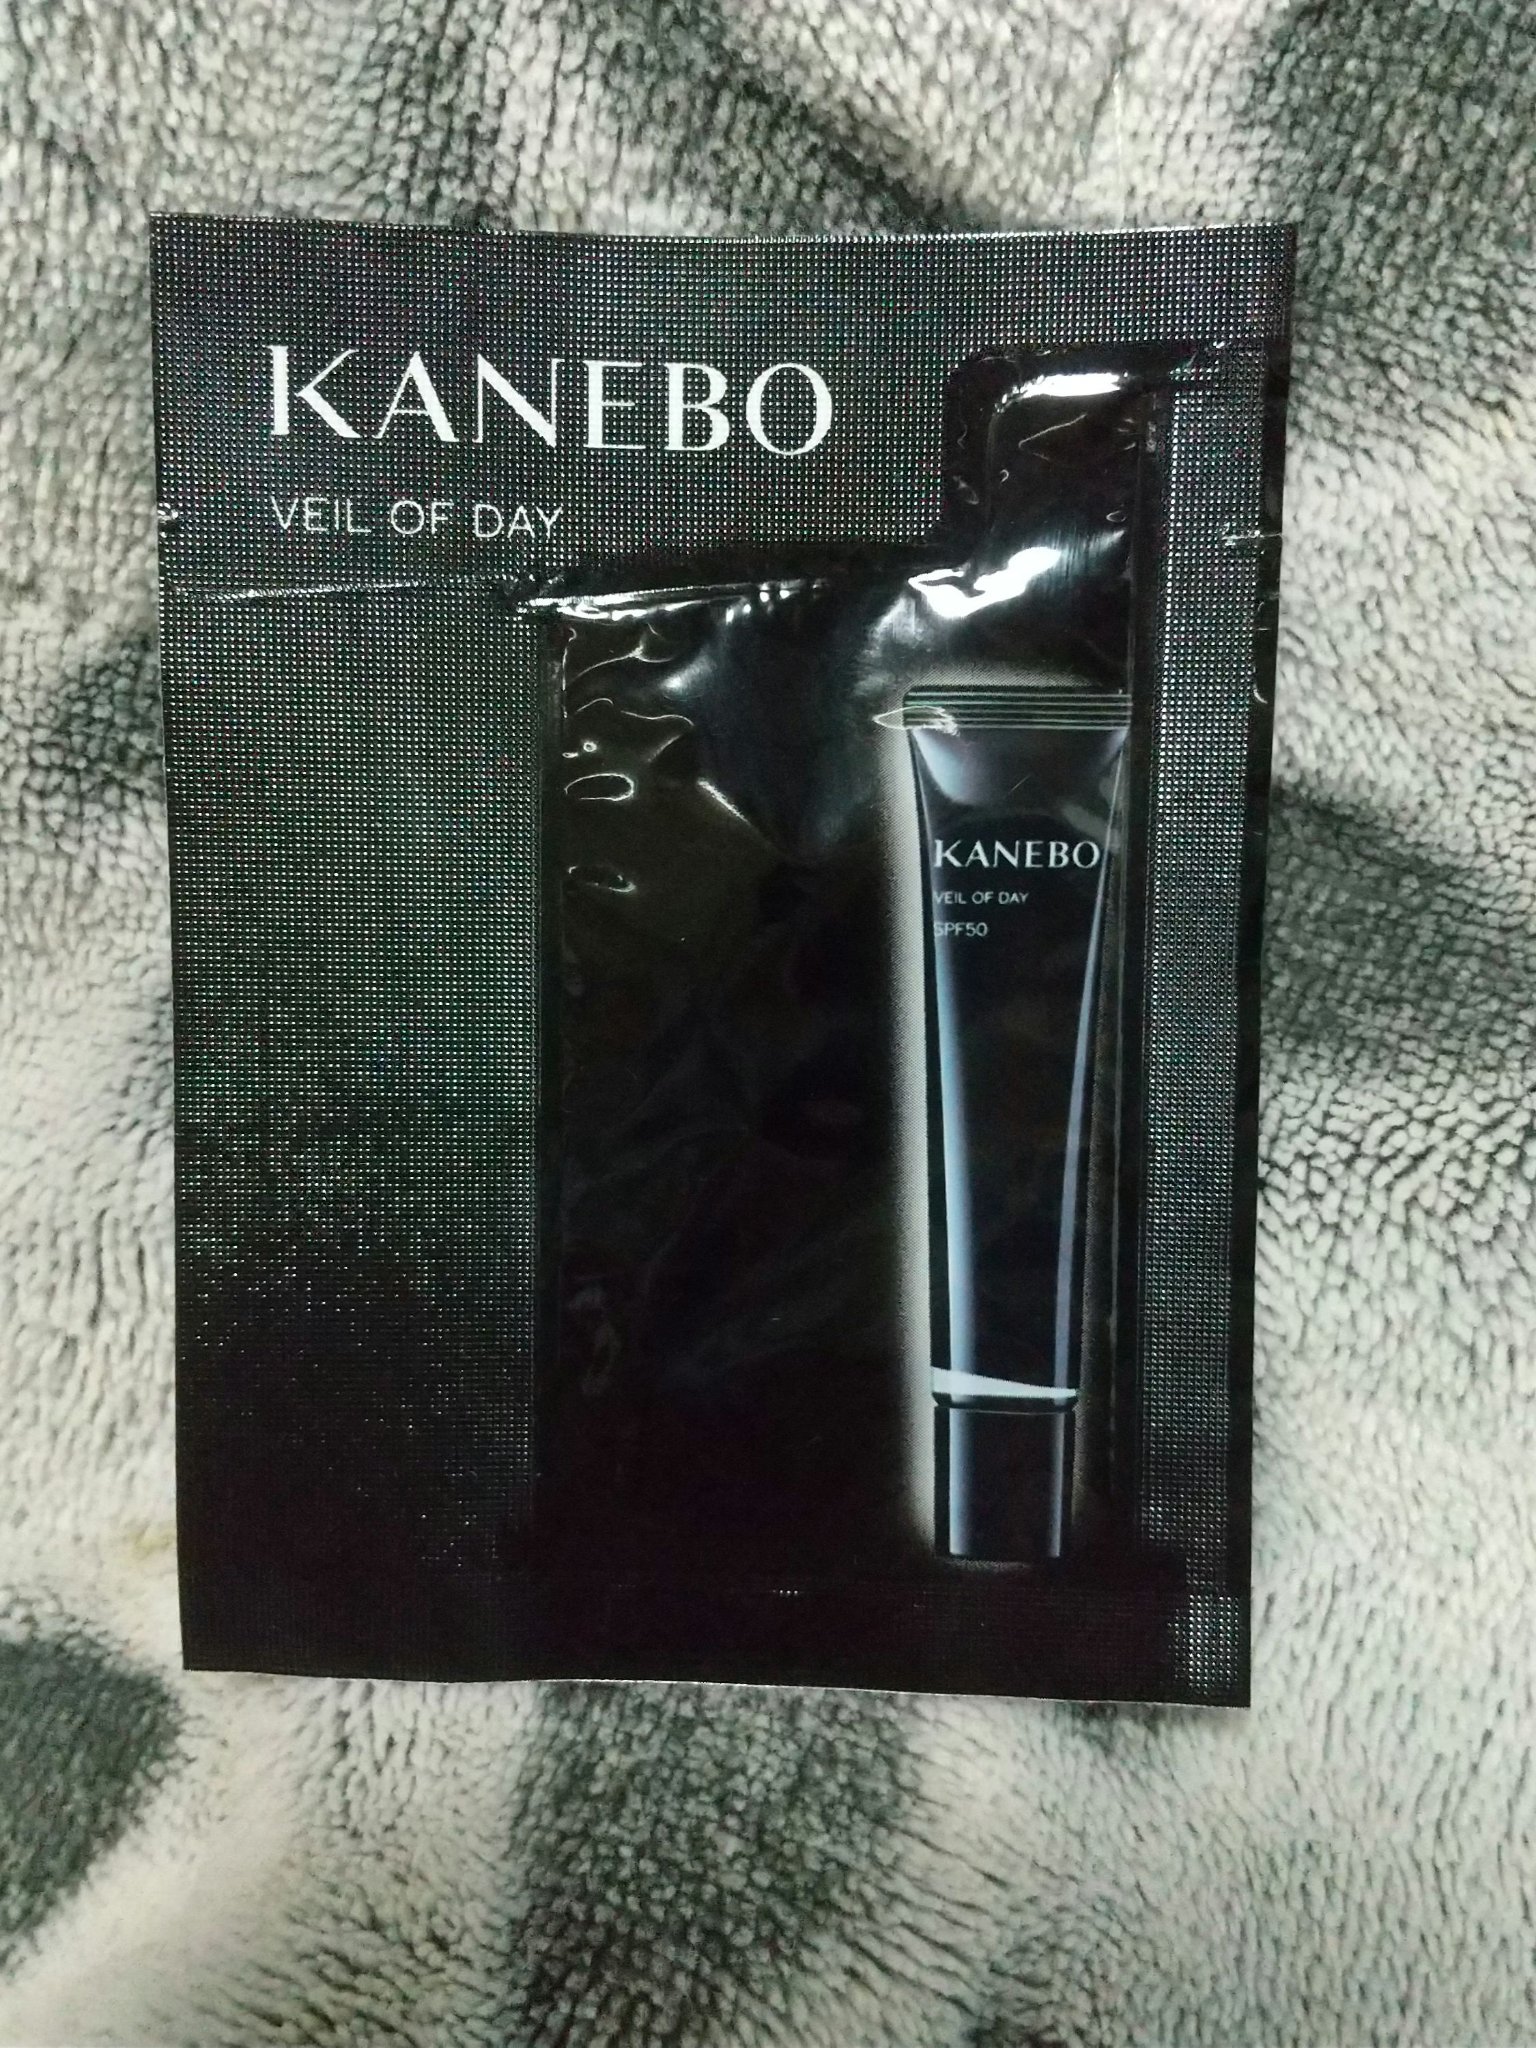 KANEBO
VEIL OF DAY
KANEBO
VEIL OF DAY
SPF50